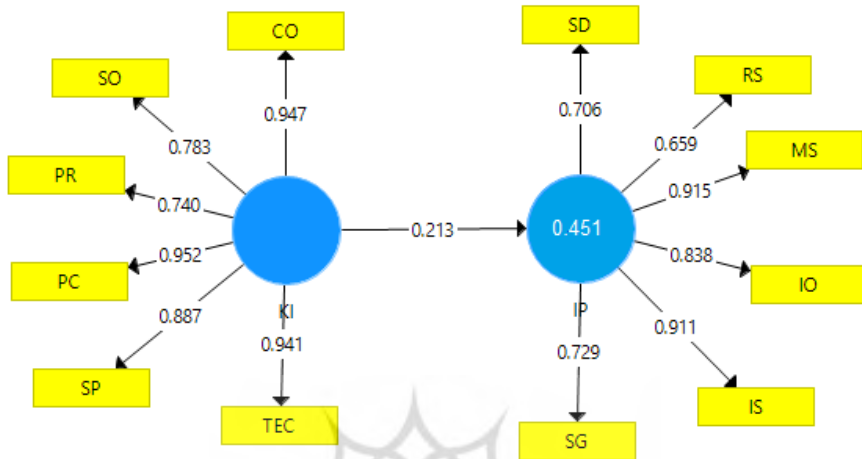 CO
SD
SO
RS
0.947
0.706
0.659
0.783
MS
PR
0.915
0.740
0.213
0.451
0.838
0.952
PC
IO
0.887
KI
IP
0.941
0.729
0.911
SP
IS
TEC
SG